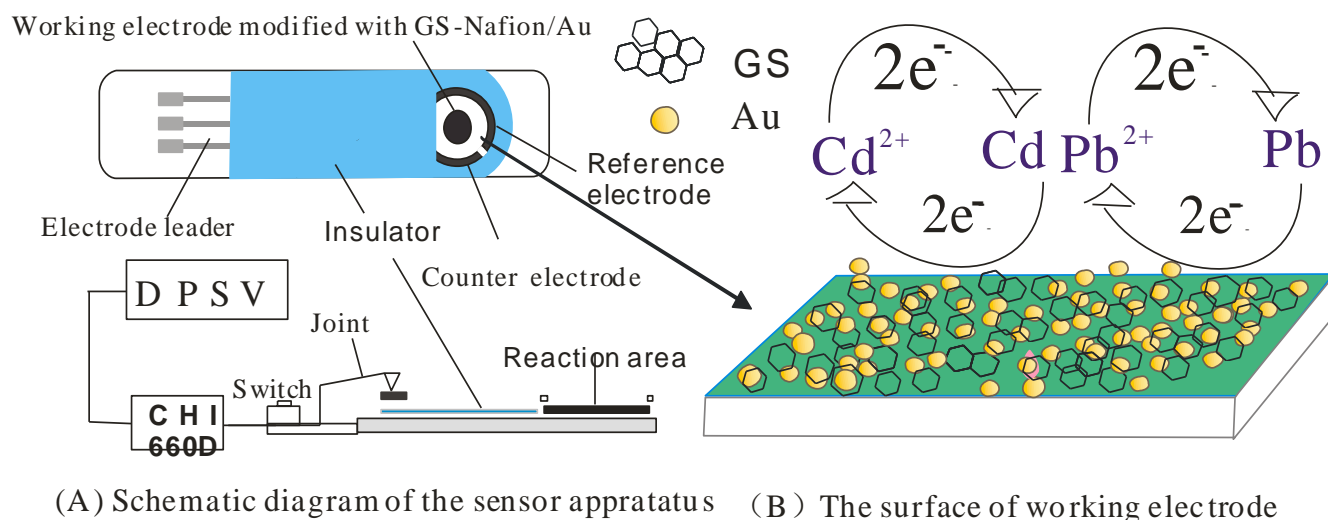 Working electrode modified with GS-Nafion/Au
GS
Au
2e⁻
2e⁻
Cd²⁺
Cd
Pb²⁺
Pb
2e⁻
2e⁻
Reference
electrode
Electrode leader
Insulator
Counter electrode
D P S V
Joint
Reaction area
Switch
C H I
660D
(A) Schematic diagram of the sensor appratatus
（B） The surface of working electrode